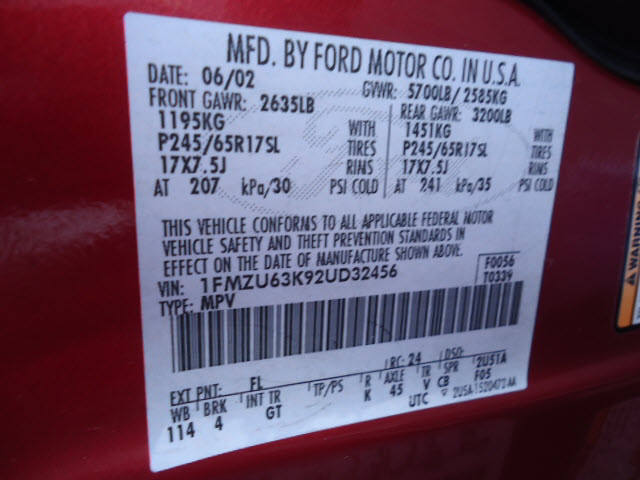 MFD. BY FORD MOTOR CO. IN U.S.A.
DATE: 06/02 GVWR: 5700LB/2585KG
FRONT GAWR: 2635LB REAR GAWR: 3200LB
1195KG WITH 1451KG WITH
P245/65R17SL TIRES P245/65R17SL TIRES
17X7.5J RIMS 17X7.5J RIMS
AT 207 kPa/30 PSI COLD AT 241 kPa/35 PSI COLD
THIS VEHICLE CONFORMS TO ALL APPLICABLE FEDERAL MOTOR
VEHICLE SAFETY AND THEFT PREVENTION STANDARDS IN
EFFECT ON THE DATE OF MANUFACTURE SHOWN ABOVE.
VIN: 1FMZU63K92UD32456 F0056
TYPE: MPV T0339
EXT PNT: FL RC: 24 DSO:
WB BRK INT TR TP/PS R AXLE TR SPR 2U5TA
114 4 GT K 45 V CB F05
UTC
WARNING